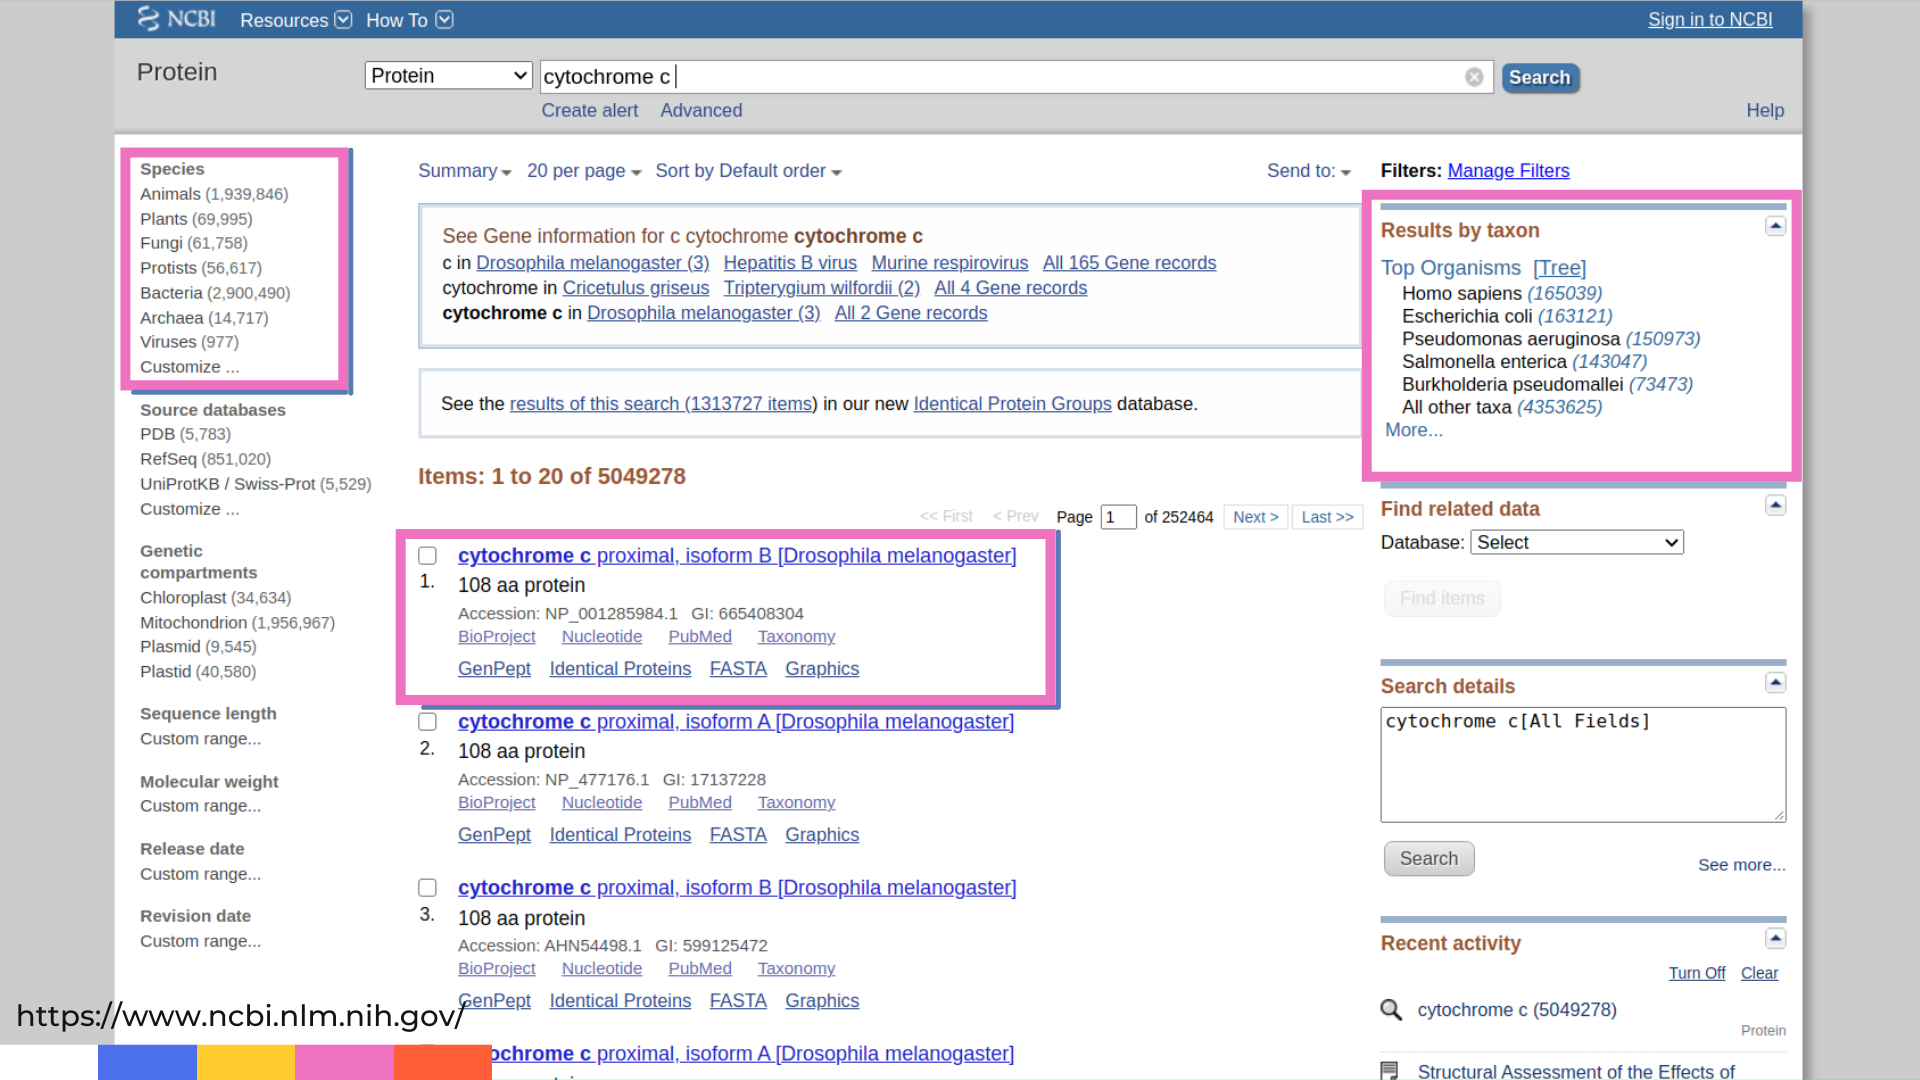 NCBI Resources How To Sign in to NCBI
Protein Protein cytochrome c Search
Create alert Advanced Help
Species
Animals (1,939,846)
Plants (69,995)
Fungi (61,758)
Protists (56,617)
Bacteria (2,900,490)
Archaea (14,717)
Viruses (977)
Customize ...
Source databases
PDB (5,783)
RefSeq (851,020)
UniProtKB / Swiss-Prot (5,529)
Customize ...
Genetic
compartments
Chloroplast (34,634)
Mitochondrion (1,956,967)
Plasmid (9,545)
Plastid (40,580)
Sequence length
Custom range...
Molecular weight
Custom range...
Release date
Custom range...
Revision date
Custom range...
Summary 20 per page Sort by Default order Send to:
See Gene information for c cytochrome cytochrome c
c in Drosophila melanogaster (3) Hepatitis B virus Murine respirovirus All 165 Gene records
cytochrome in Cricetulus griseus Tripterygium wilfordii (2) All 4 Gene records
cytochrome c in Drosophila melanogaster (3) All 2 Gene records
See the results of this search (1313727 items) in our new Identical Protein Groups database.
Items: 1 to 20 of 5049278
<< First < Prev Page 1 of 252464 Next > Last >>
cytochrome c proximal, isoform B [Drosophila melanogaster]
1. 108 aa protein
Accession: NP_001285984.1 GI: 665408304
BioProject Nucleotide PubMed Taxonomy
GenPept Identical Proteins FASTA Graphics
cytochrome c proximal, isoform A [Drosophila melanogaster]
2. 108 aa protein
Accession: NP_477176.1 GI: 17137228
BioProject Nucleotide PubMed Taxonomy
GenPept Identical Proteins FASTA Graphics
cytochrome c proximal, isoform B [Drosophila melanogaster]
3. 108 aa protein
Accession: AHN54498.1 GI: 599125472
BioProject Nucleotide PubMed Taxonomy
GenPept Identical Proteins FASTA Graphics
ochrome c proximal, isoform A [Drosophila melanogaster]
Filters: Manage Filters
Results by taxon
Top Organisms [Tree]
Homo sapiens (165039)
Escherichia coli (163121)
Pseudomonas aeruginosa (150973)
Salmonella enterica (143047)
Burkholderia pseudomallei (73473)
All other taxa (4353625)
More...
Find related data
Database: Select
Find items
Search details
cytochrome c[All Fields]
Search See more...
Recent activity
Turn Off Clear
cytochrome c (5049278)
Protein
Structural Assessment of the Effects of
https://www.ncbi.nlm.nih.gov/